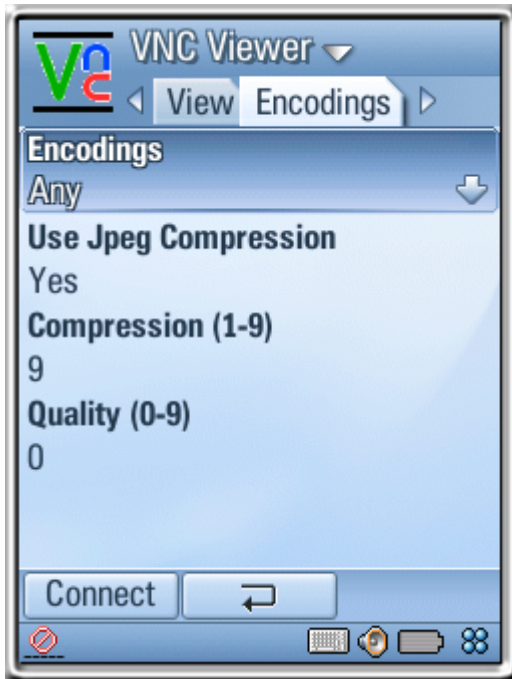 Vnc
VNC Viewer
View Encodings
Encodings
Any
Use Jpeg Compression
Yes
Compression (1-9)
9
Quality (0-9)
0
Connect